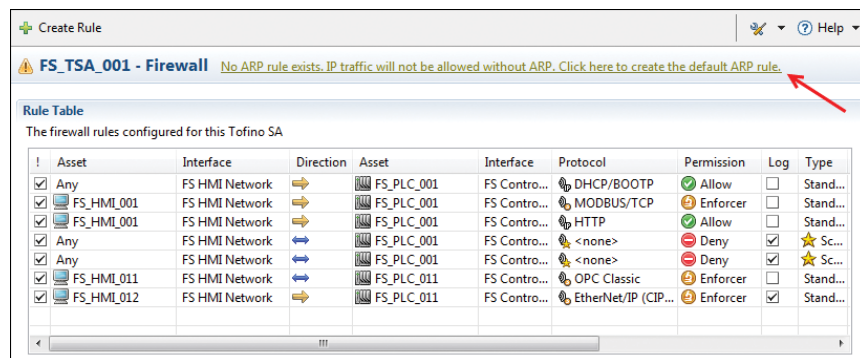 Create Rule Help
FS_TSA_001 - Firewall No ARP rule exists. IP traffic will not be allowed without ARP. Click here to create the default ARP rule.
Rule Table
The firewall rules configured for this Tofino SA
! Asset Interface Direction Asset Interface Protocol Permission Log Type
Any FS HMI Network FS_PLC_001 FS Contro... DHCP/BOOTP Allow Stand...
FS_HMI_001 FS HMI Network FS_PLC_001 FS Contro... MODBUS/TCP Enforcer Stand...
FS_HMI_001 FS HMI Network FS_PLC_001 FS Contro... HTTP Allow Stand...
Any FS HMI Network FS_PLC_001 FS Contro... <none> Deny Sc...
Any FS HMI Network FS_PLC_001 FS Contro... <none> Deny Sc...
FS_HMI_011 FS HMI Network FS_PLC_011 FS Contro... OPC Classic Enforcer Stand...
FS_HMI_012 FS HMI Network FS_PLC_011 FS Contro... EtherNet/IP (CIP... Enforcer Stand...